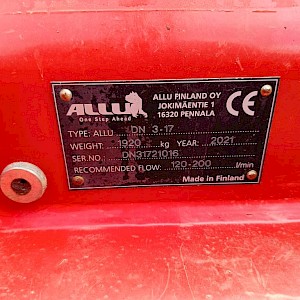 ALLU
One Step Ahead
ALLU FINLAND OY
JOKIMÄENTIE 1
16320 PENNALA
CE
TYPE: ALLU DN 3-17
WEIGHT: 1920 kg YEAR: 2021
SER.NO. DN31721016
RECOMMENDED FLOW: 120-200 l/min
Made in Finland